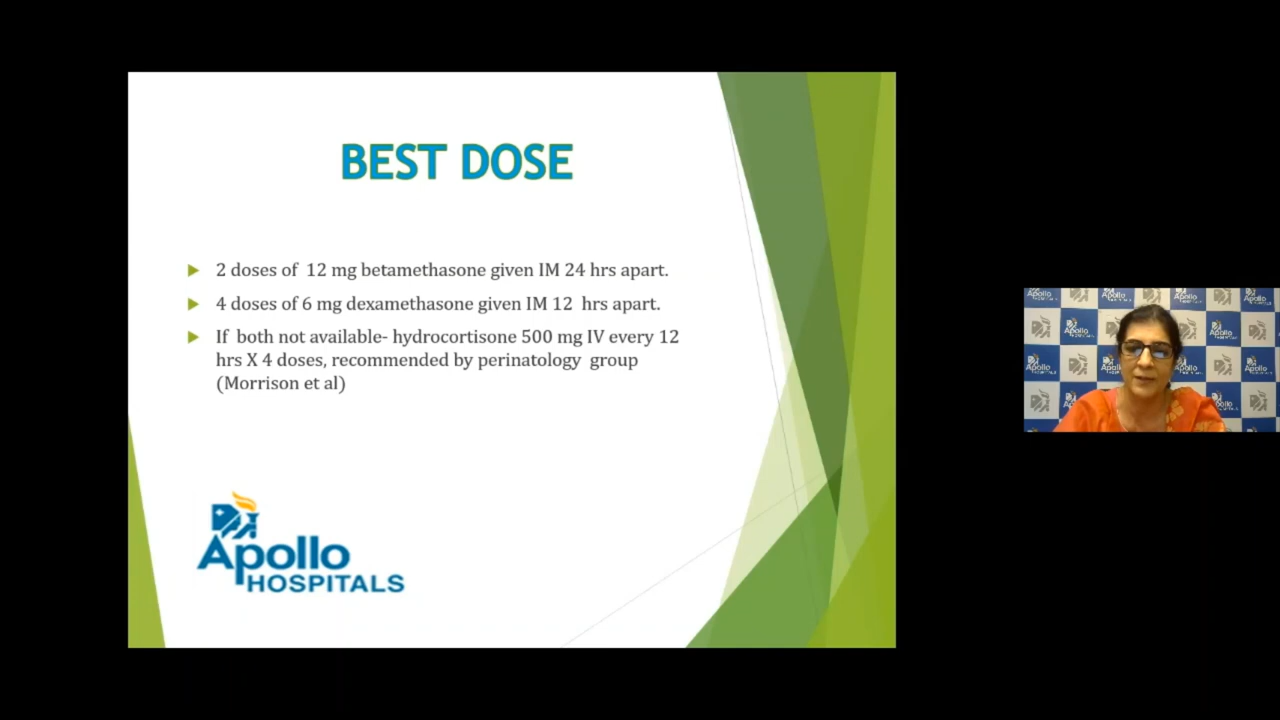 BEST DOSE
2 doses of 12 mg betamethasone given IM 24 hrs apart.
4 doses of 6 mg dexamethasone given IM 12 hrs apart.
If both not available- hydrocortisone 500 mg IV every 12
hrs X 4 doses, recommended by perinatology group
(Morrison et al)
Apollo
HOSPITALS